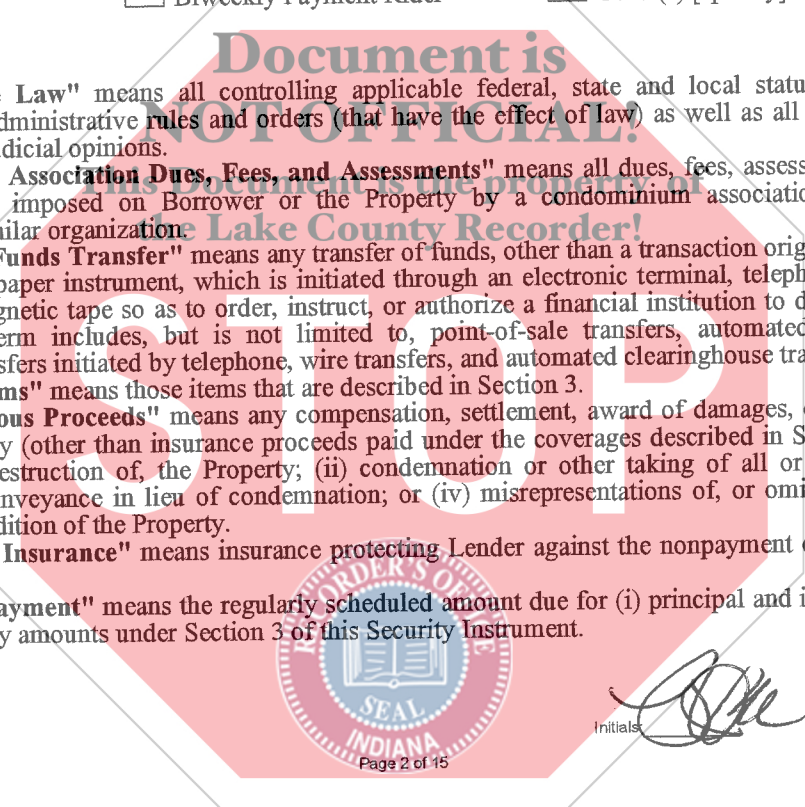 Biweekly Payment Rider
Document is
Law" means all controlling applicable federal, state and local statu
NOT OFFICIAL!
dministrative rules and orders (that have the effect of law) as well as all
dicial opinions.
Association Dues, Fees, and Assessments" means all dues, fees, assess
This Document is the property of
imposed on Borrower or the Property by a condominium associatio
the Lake County Recorder!
nilar organization.
Funds Transfer" means any transfer of funds, other than a transaction orig
paper instrument, which is initiated through an electronic terminal, teleph
gnetic tape so as to order, instruct, or authorize a financial institution to d
erm includes, but is not limited to, point-of-sale transfers, automated
sfers initiated by telephone, wire transfers, and automated clearinghouse tra
STOP
ms" means those items that are described in Section 3.
ous Proceeds" means any compensation, settlement, award of damages,
y (other than insurance proceeds paid under the coverages described in S
estruction of, the Property; (ii) condemnation or other taking of all or
nveyance in lieu of condemnation; or (iv) misrepresentations of, or omi
dition of the Property.
Insurance" means insurance protecting Lender against the nonpayment o
ayment" means the regularly scheduled amount due for (i) principal and i
y amounts under Section 3 of this Security Instrument.
RECORDER'S OFFICE
SEAL
INDIANA
Initials:
Page 2 of 15